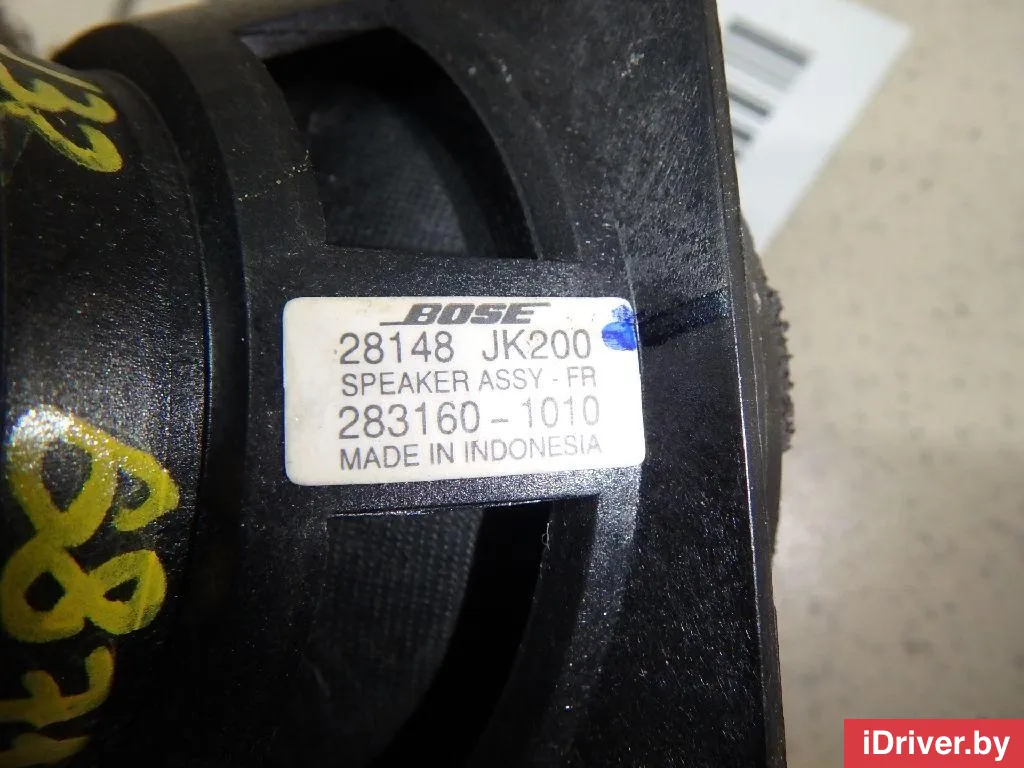 BOSE
28148 JK200
SPEAKER ASSY - FR
283160 - 1010
MADE IN INDONESIA
iDriver.by